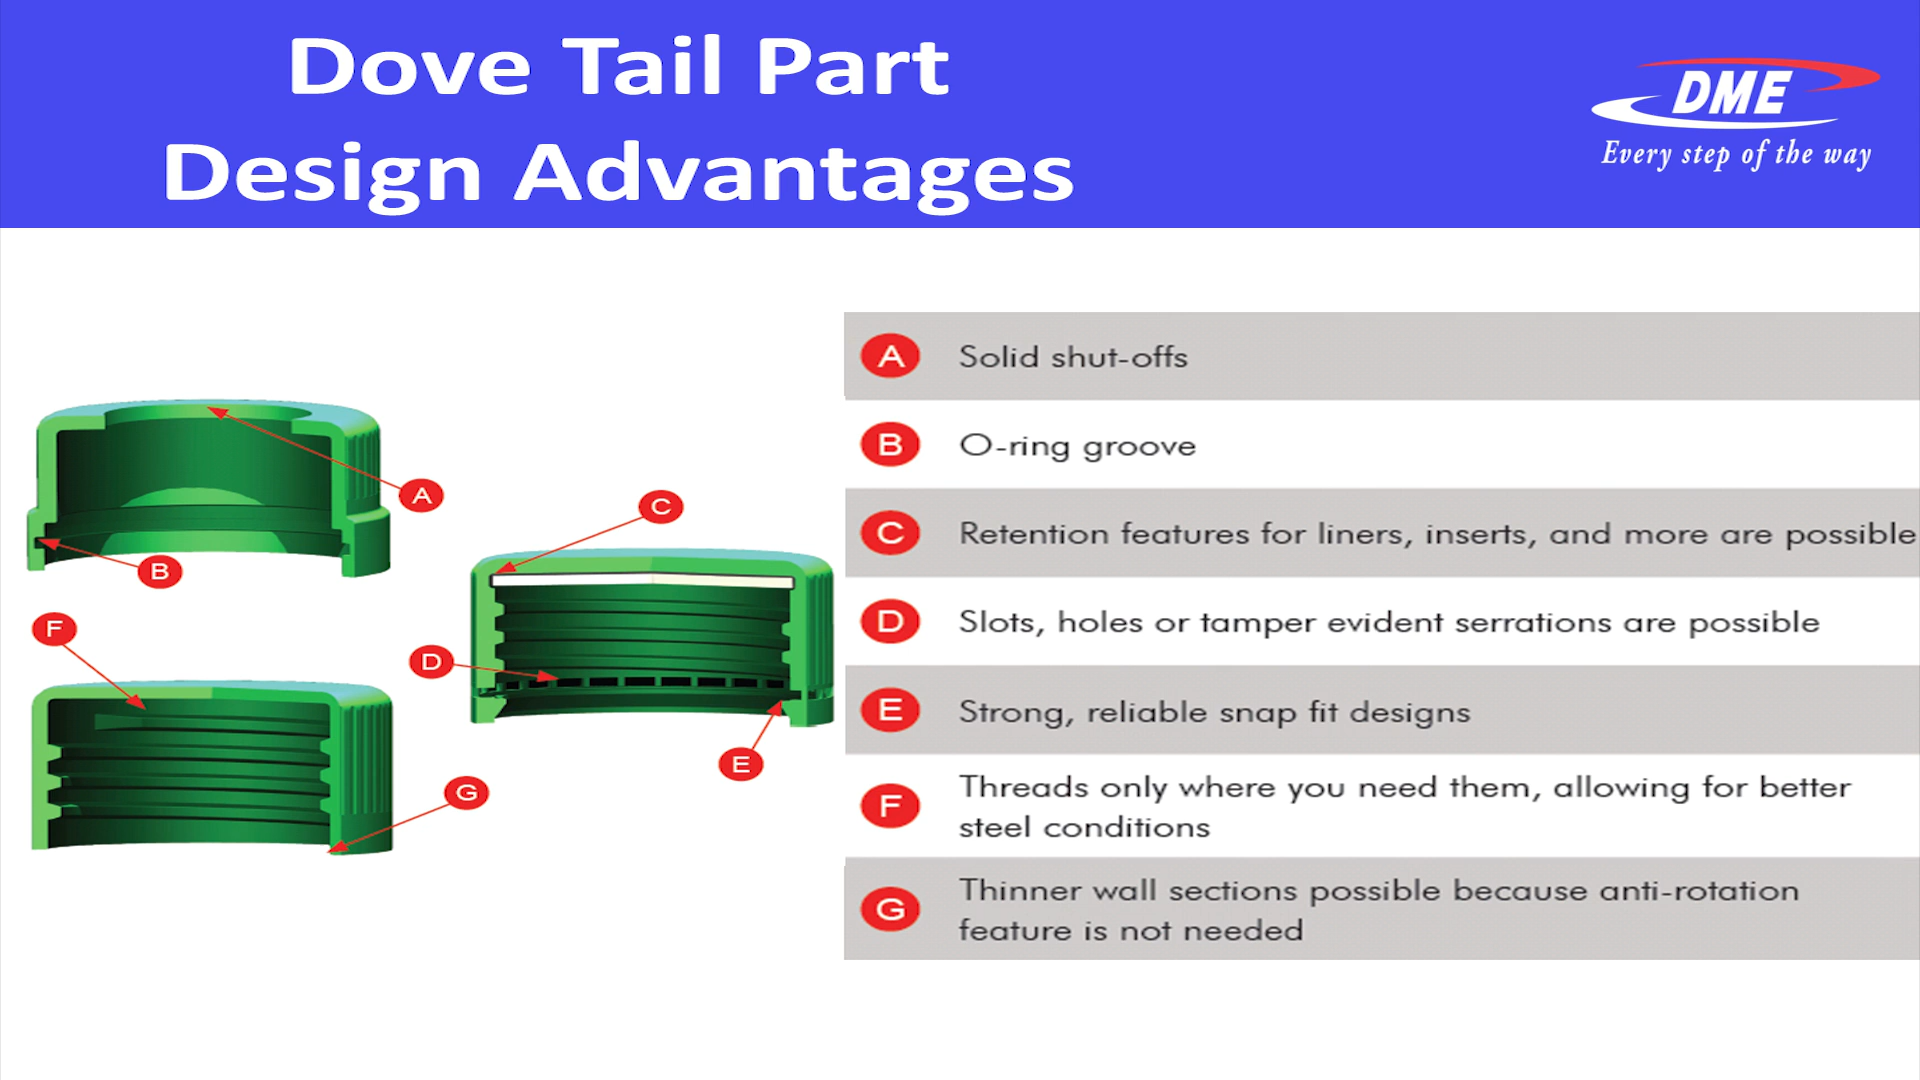 Dove Tail Part
Design Advantages
DME
Every step of the way
A Solid shut-offs
B O-ring groove
C Retention features for liners, inserts, and more are possible
D Slots, holes or tamper evident serrations are possible
E Strong, reliable snap fit designs
F Threads only where you need them, allowing for better
steel conditions
G Thinner wall sections possible because anti-rotation
feature is not needed
A
B
C
D
E
F
G